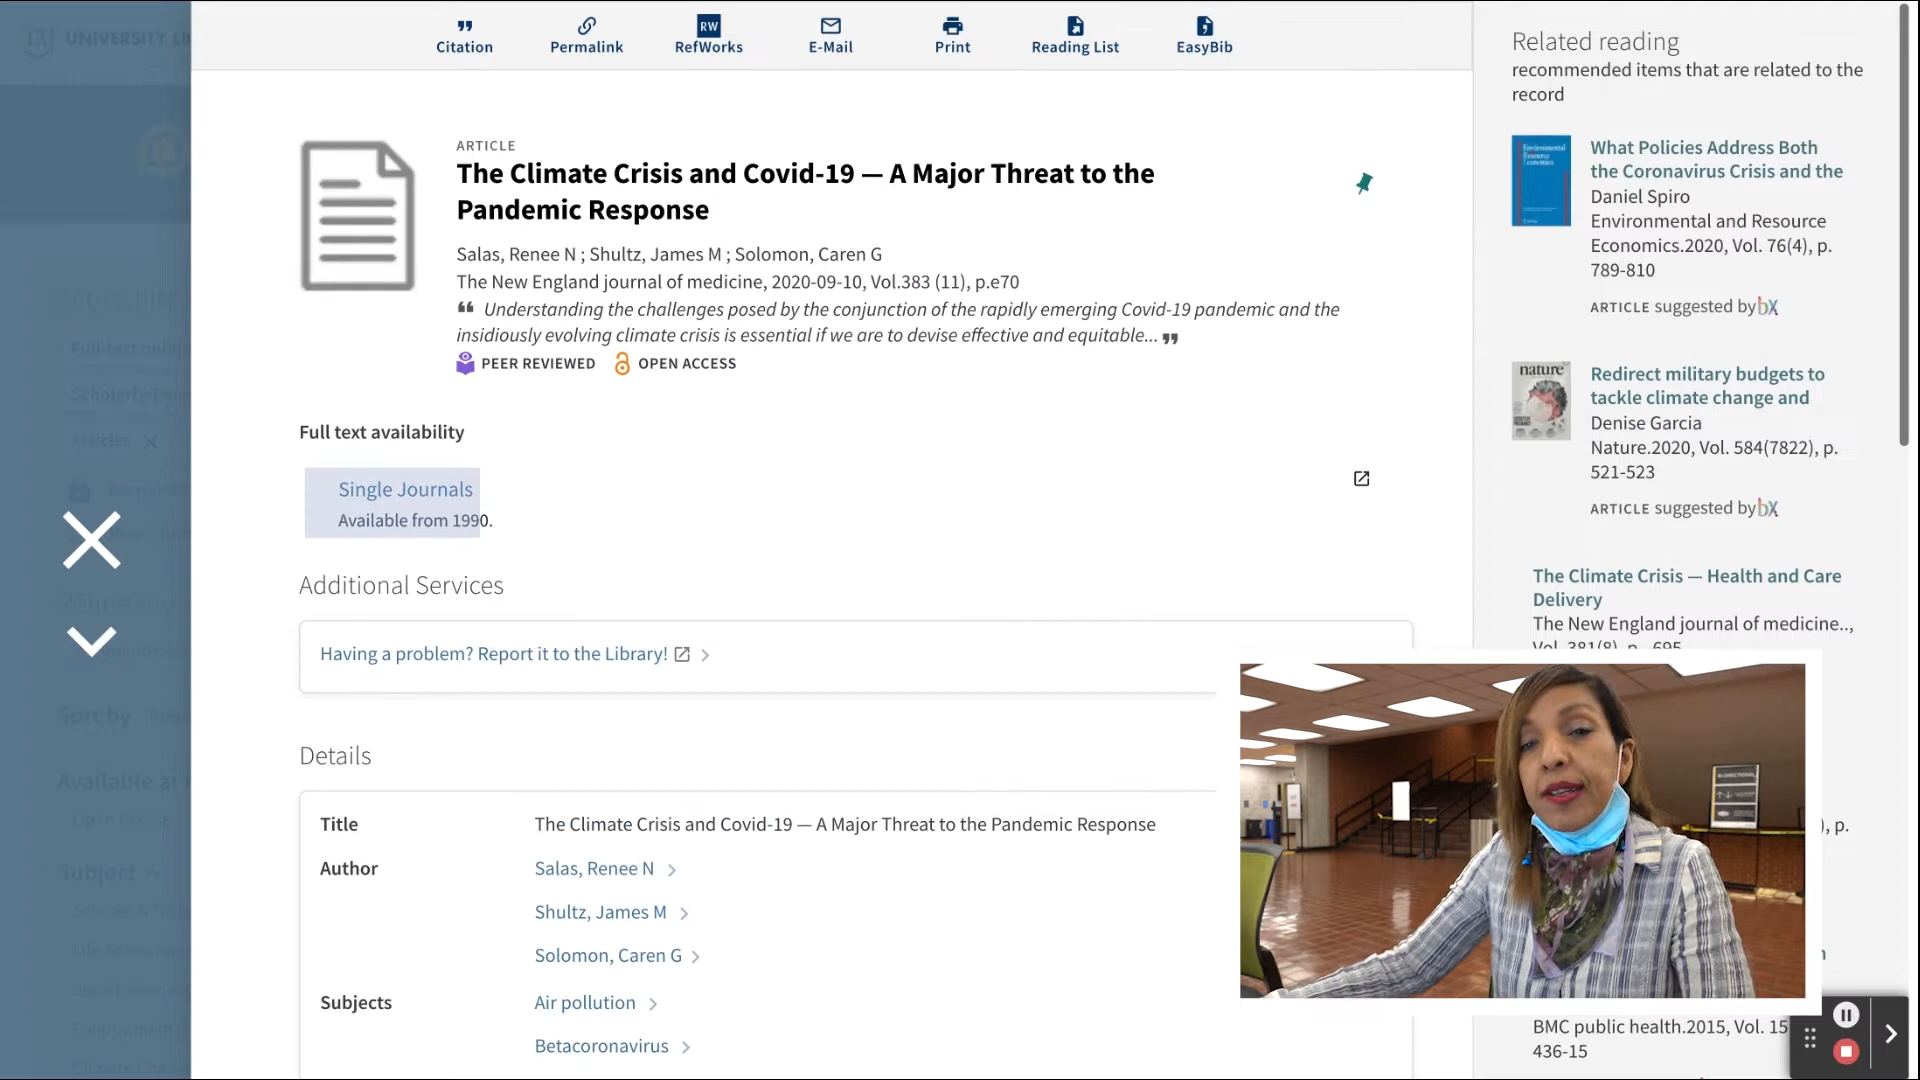 UNIVERSITY LI
Citation
Permalink
RW
RefWorks
E-Mail
Print
Reading List
EasyBib
ARTICLE
The Climate Crisis and Covid-19 — A Major Threat to the
Pandemic Response
Salas, Renee N ; Shultz, James M ; Solomon, Caren G
The New England journal of medicine, 2020-09-10, Vol.383 (11), p.e70
❝ Understanding the challenges posed by the conjunction of the rapidly emerging Covid-19 pandemic and the
insidiously evolving climate crisis is essential if we are to devise effective and equitable... ❞
PEER REVIEWED OPEN ACCESS
Full text availability
Single Journals
Available from 1990.
Additional Services
Having a problem? Report it to the Library!
Details
Title
The Climate Crisis and Covid-19 — A Major Threat to the Pandemic Response
Author
Salas, Renee N
Shultz, James M
Solomon, Caren G
Subjects
Air pollution
Betacoronavirus
Related reading
recommended items that are related to the
record
What Policies Address Both
the Coronavirus Crisis and the
Daniel Spiro
Environmental and Resource
Economics.2020, Vol. 76(4), p.
789-810
ARTICLE suggested by bX
nature
Redirect military budgets to
tackle climate change and
Denise Garcia
Nature.2020, Vol. 584(7822), p.
521-523
ARTICLE suggested by bX
The Climate Crisis — Health and Care
Delivery
The New England journal of medicine..,
Vol. 381(8), p. 695
), p.
BMC public health.2015, Vol. 15
436-15
Articles
Sort by
Subject